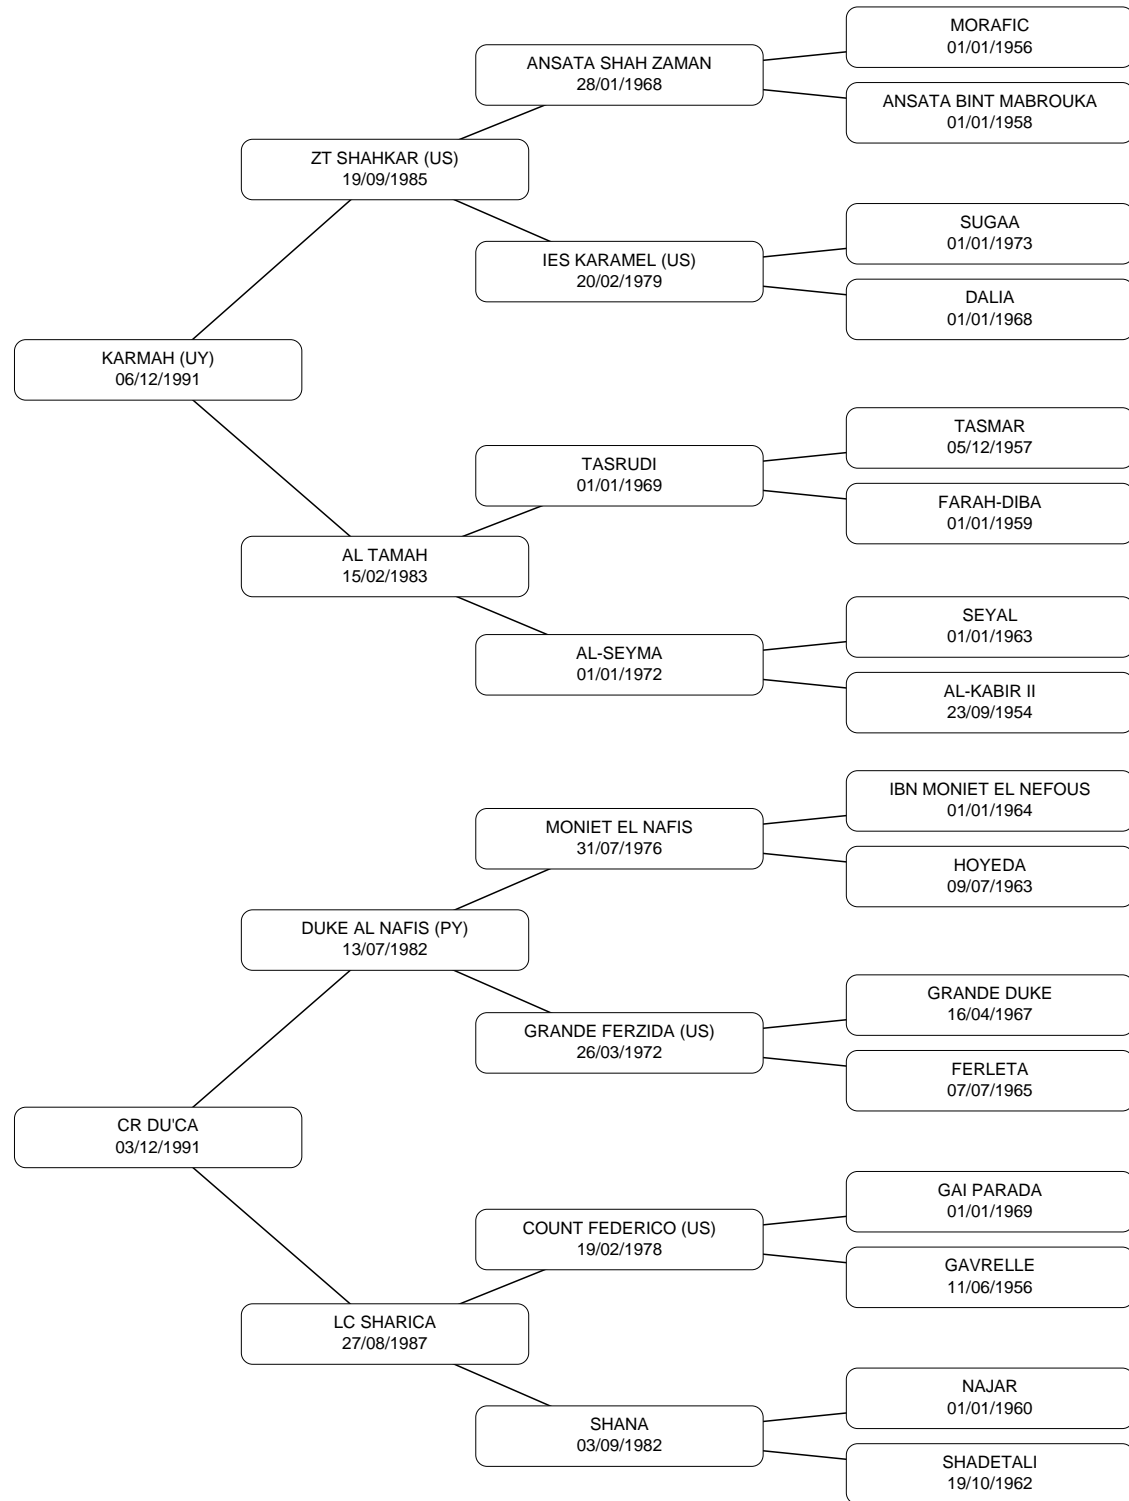 MORAFIC
01/01/1956
ANSATA SHAH ZAMAN
28/01/1968
ANSATA BINT MABROUKA
01/01/1958
ZT SHAHKAR (US)
19/09/1985
SUGAA
01/01/1973
IES KARAMEL (US)
20/02/1979
DALIA
01/01/1968
KARMAH (UY)
06/12/1991
TASMAR
05/12/1957
TASRUDI
01/01/1969
FARAH-DIBA
01/01/1959
AL TAMAH
15/02/1983
SEYAL
01/01/1963
AL-SEYMA
01/01/1972
AL-KABIR II
23/09/1954
IBN MONIET EL NEFOUS
01/01/1964
MONIET EL NAFIS
31/07/1976
HOYEDA
09/07/1963
DUKE AL NAFIS (PY)
13/07/1982
GRANDE DUKE
16/04/1967
GRANDE FERZIDA (US)
26/03/1972
FERLETA
07/07/1965
CR DU'CA
03/12/1991
GAI PARADA
01/01/1969
COUNT FEDERICO (US)
19/02/1978
GAVRELLE
11/06/1956
LC SHARICA
27/08/1987
NAJAR
01/01/1960
SHANA
03/09/1982
SHADETALI
19/10/1962